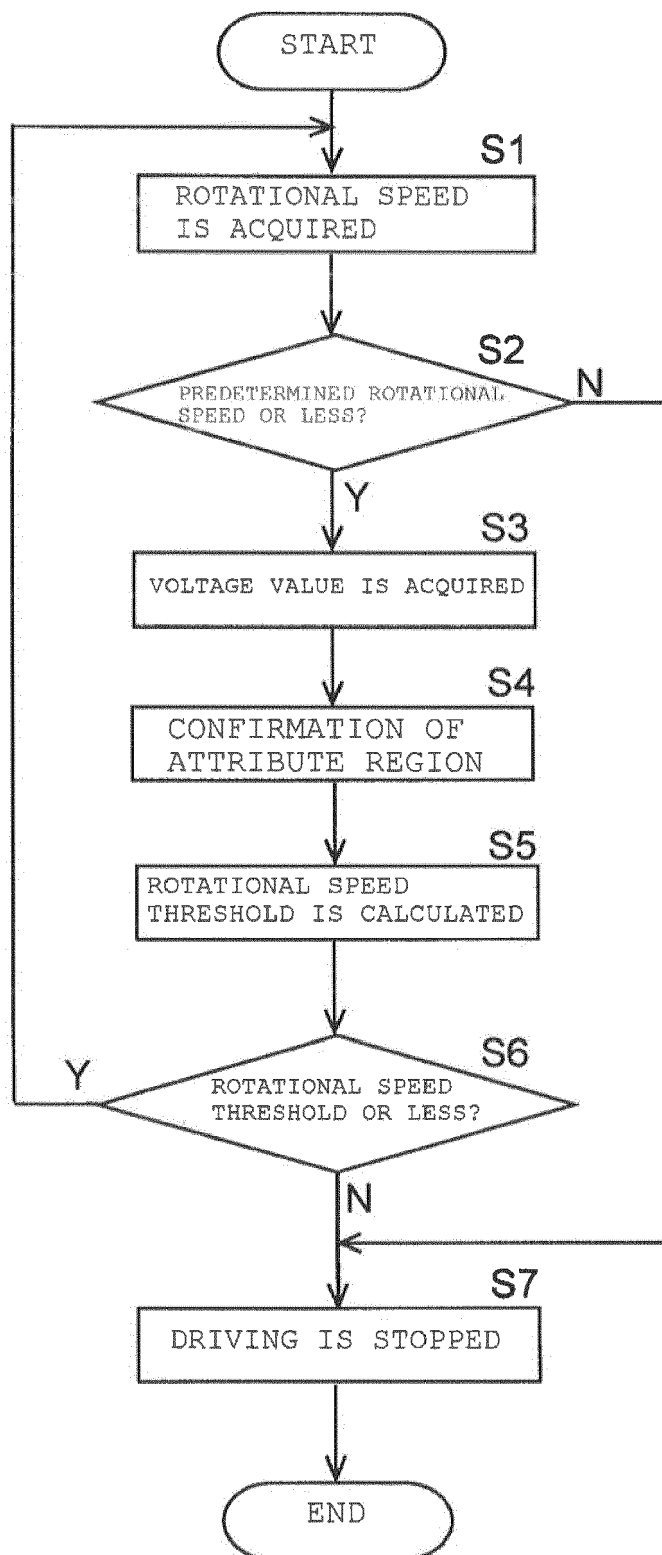 START
S1
ROTATIONAL SPEED
IS ACQUIRED
S2
N
PREDETERMINED ROTATIONAL
SPEED OR LESS?
Y
S3
VOLTAGE VALUE IS ACQUIRED
S4
CONFIRMATION OF
ATTRIBUTE REGION
S5
ROTATIONAL SPEED
THRESHOLD IS CALCULATED
S6
Y
ROTATIONAL SPEED
THRESHOLD OR LESS?
N
S7
DRIVING IS STOPPED
END